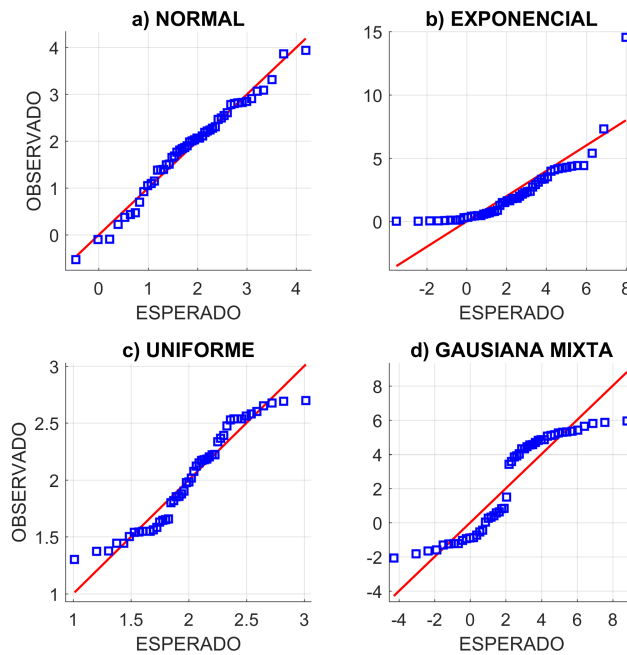 a) NORMAL
4
3
2
1
0
0 1 2 3 4
OBSERVADO
ESPERADO
b) EXPONENCIAL
15
10
5
0
-2 0 2 4 6 8
ESPERADO
c) UNIFORME
3
2.5
2
1.5
1
1 1.5 2 2.5 3
OBSERVADO
ESPERADO
d) GAUSIANA MIXTA
8
6
4
2
0
-2
-4
-4 -2 0 2 4 6 8
ESPERADO